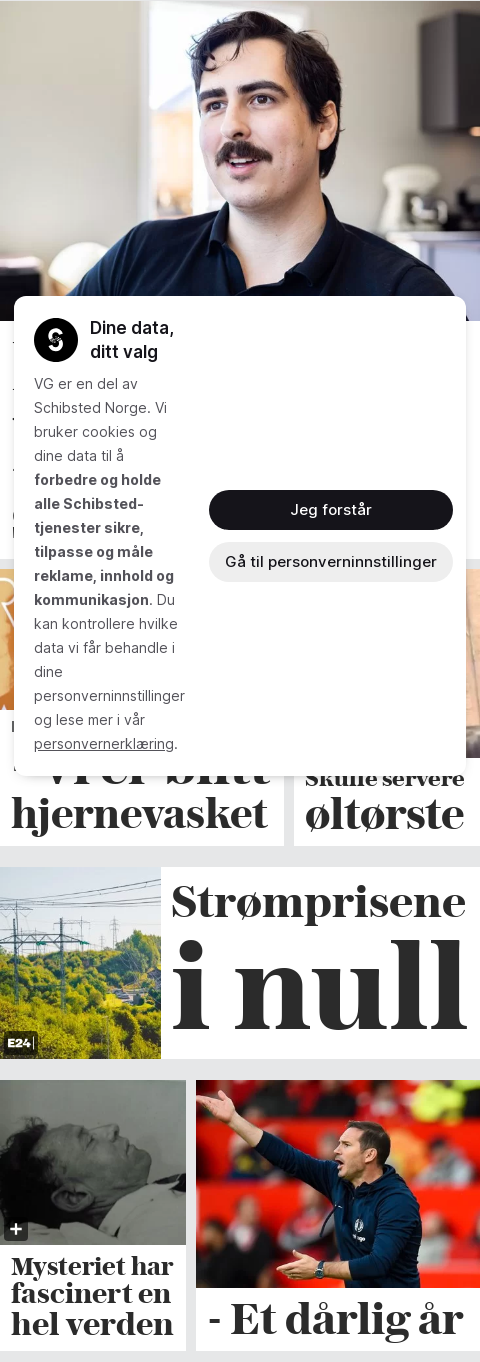 Dine data,
ditt valg
VG er en del av
Schibsted Norge. Vi
bruker cookies og
dine data til å
forbedre og holde
alle Schibsted-
tjenester sikre,
tilpasse og måle
reklame, innhold og
kommunikasjon. Du
kan kontrollere hvilke
data vi får behandle i
dine
personverninnstillinger
og lese mer i vår
personvernerklæring.
Jeg forstår
Gå til personverninnstillinger
hjernevasket
Skulle servere
øltørste
Strømprisene
i null
E24
Mysteriet har
fascinert en
hel verden
- Et dårlig år